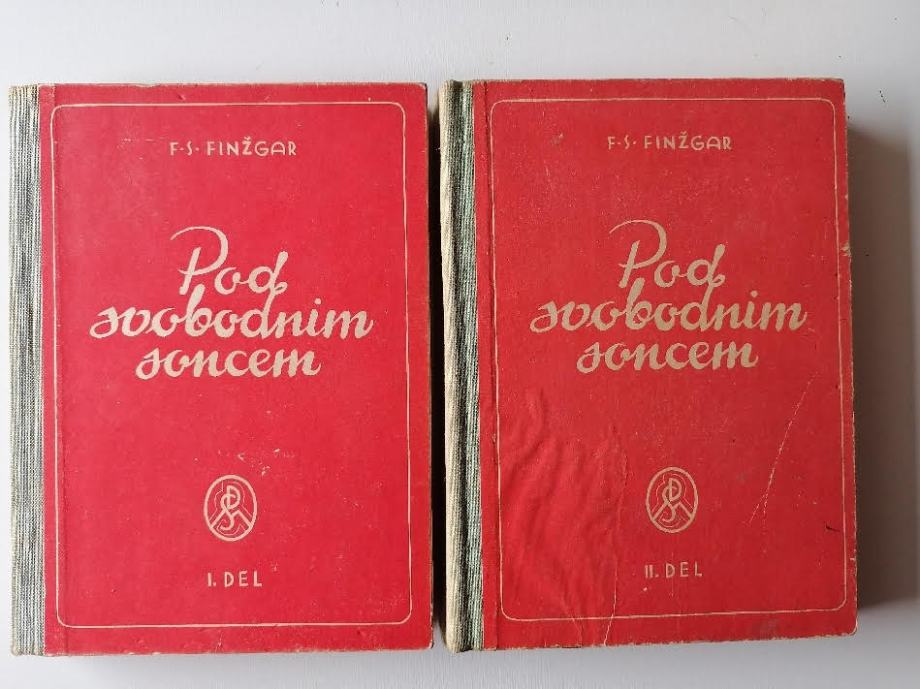 F·S·FINŽGAR
Pod
svobodnim
soncem
I. DEL
F·S·FINŽGAR
Pod
svobodnim
soncem
II. DEL